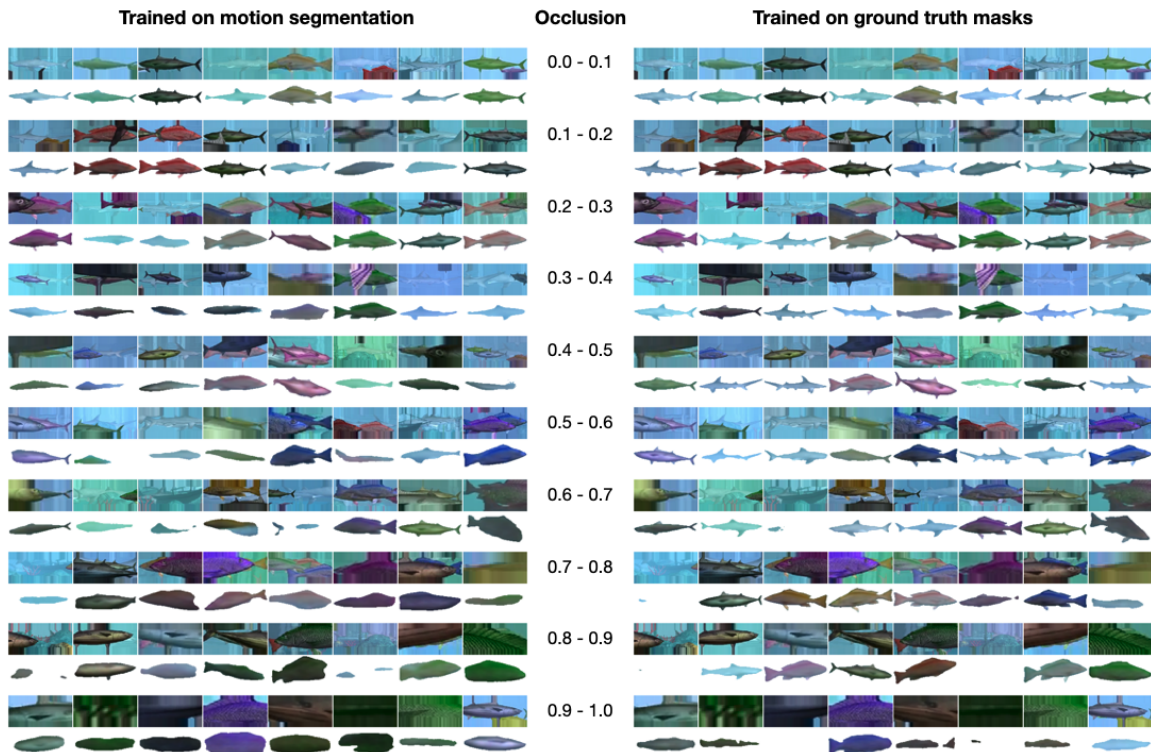 Trained on motion segmentation Occlusion Trained on ground truth masks
0.0 - 0.1
0.1 - 0.2
0.2 - 0.3
0.3 - 0.4
0.4 - 0.5
0.5 - 0.6
0.6 - 0.7
0.7 - 0.8
0.8 - 0.9
0.9 - 1.0